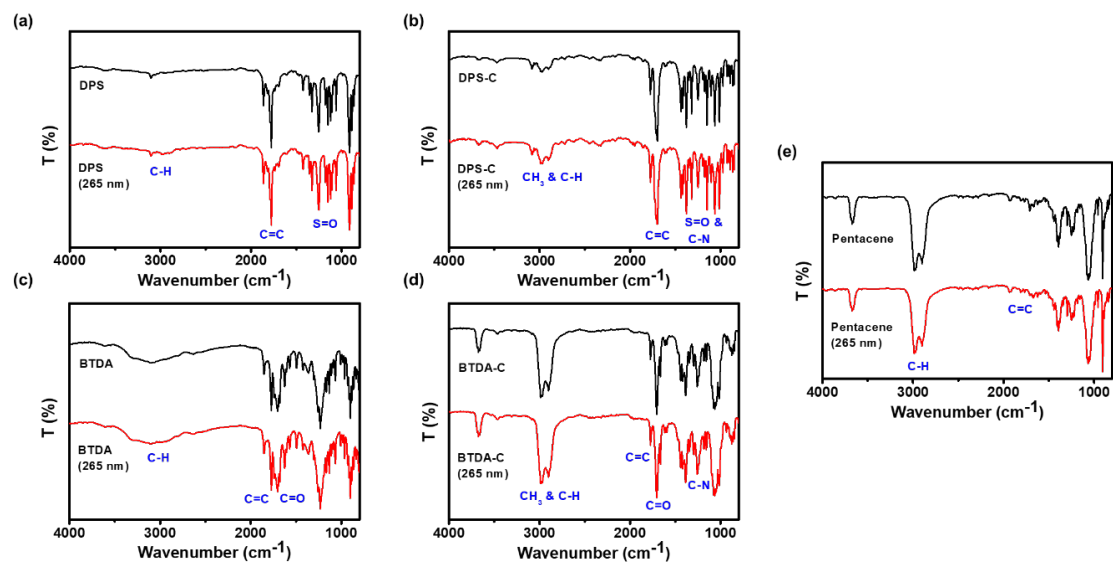 (a)
T (%)
DPS
DPS
(265 nm)
C-H
C=C
S=O
4000
3000
2000
1000
Wavenumber (cm⁻¹)
(b)
T (%)
DPS-C
DPS-C
(265 nm)
CH₃ & C-H
C=C
S=O &
C-N
4000
3000
2000
1000
Wavenumber (cm⁻¹)
(c)
T (%)
BTDA
BTDA
(265 nm)
C-H
C=C
C=O
4000
3000
2000
1000
Wavenumber (cm⁻¹)
(d)
T (%)
BTDA-C
BTDA-C
(265 nm)
CH₃ & C-H
C=C
C=O
C-N
4000
3000
2000
1000
Wavenumber (cm⁻¹)
(e)
T (%)
Pentacene
Pentacene
(265 nm)
C-H
C=C
4000
3000
2000
1000
Wavenumber (cm⁻¹)